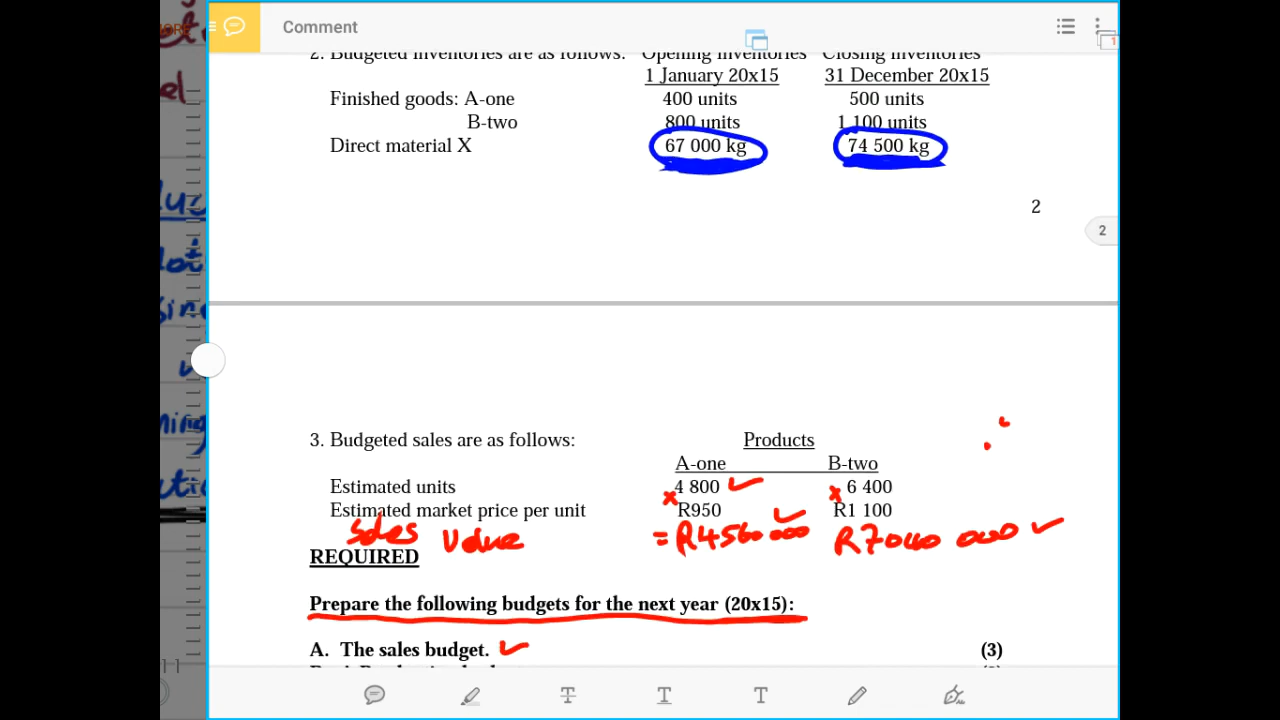 Comment
1
2. Budgeted inventories are as follows: Opening inventories Closing inventories
1 January 20x15 31 December 20x15
Finished goods: A-one 400 units 500 units
B-two 800 units 1 100 units
Direct material X 67 000 kg 74 500 kg
2
2
3. Budgeted sales are as follows: Products
A-one B-two
Estimated units 4 800 6 400
Estimated market price per unit x R950 x R1 100
Sales Value = R4560 000 R7040 000
REQUIRED
Prepare the following budgets for the next year (20x15):
A. The sales budget. (3)